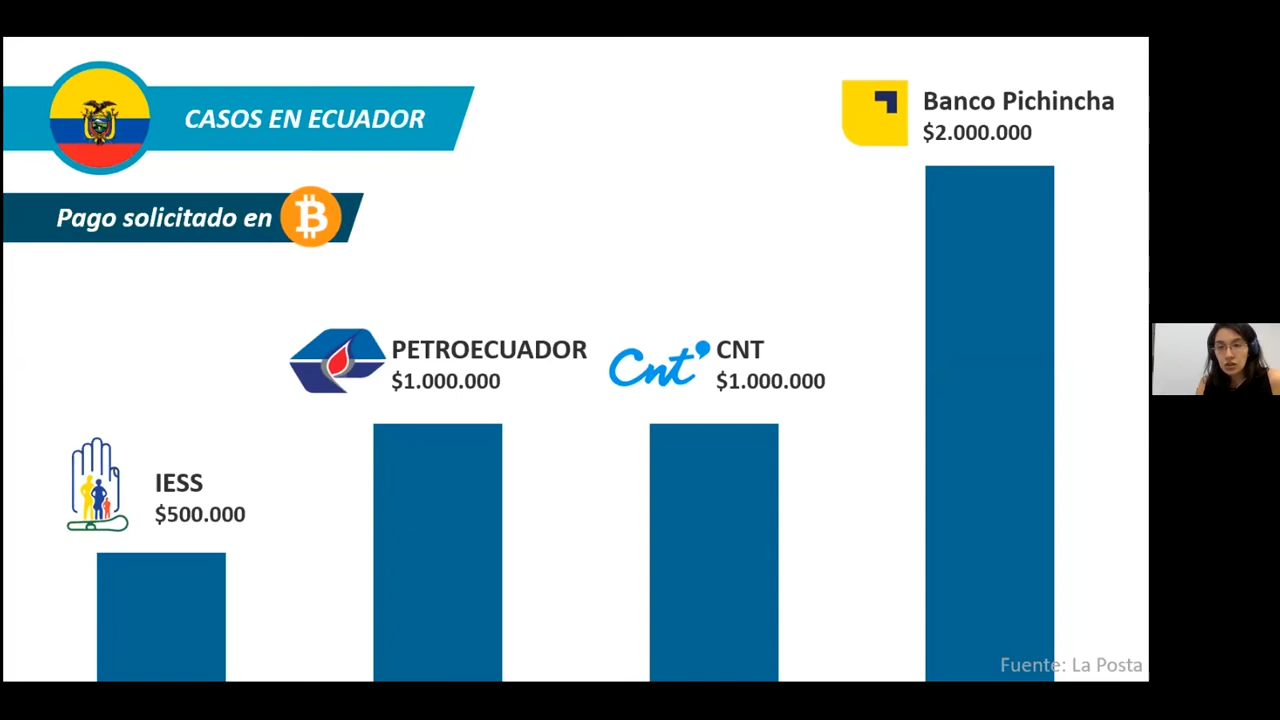 CASOS EN ECUADOR
Pago solicitado en
Banco Pichincha
$2.000.000
PETROECUADOR
$1.000.000
Cnt
CNT
$1.000.000
IESS
$500.000
Fuente: La Posta